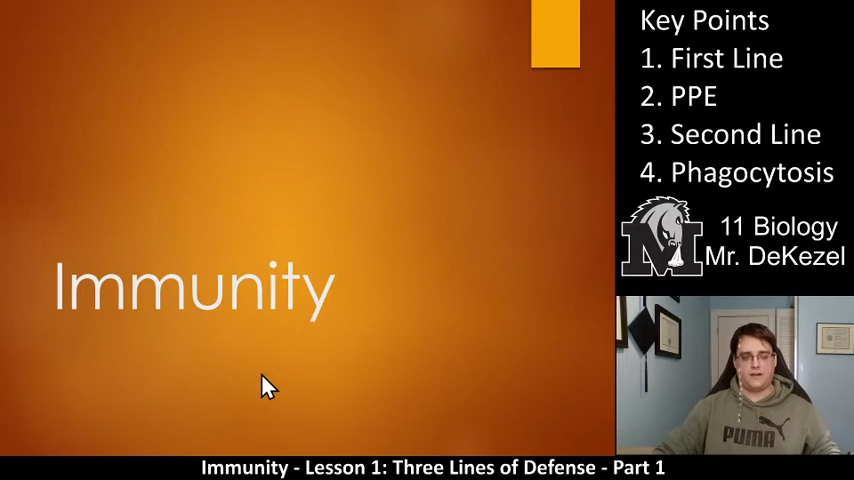 Immunity
Key Points
1. First Line
2. PPE
3. Second Line
4. Phagocytosis
M
11 Biology
Mr. DeKezel
PUMA
Immunity - Lesson 1: Three Lines of Defense - Part 1